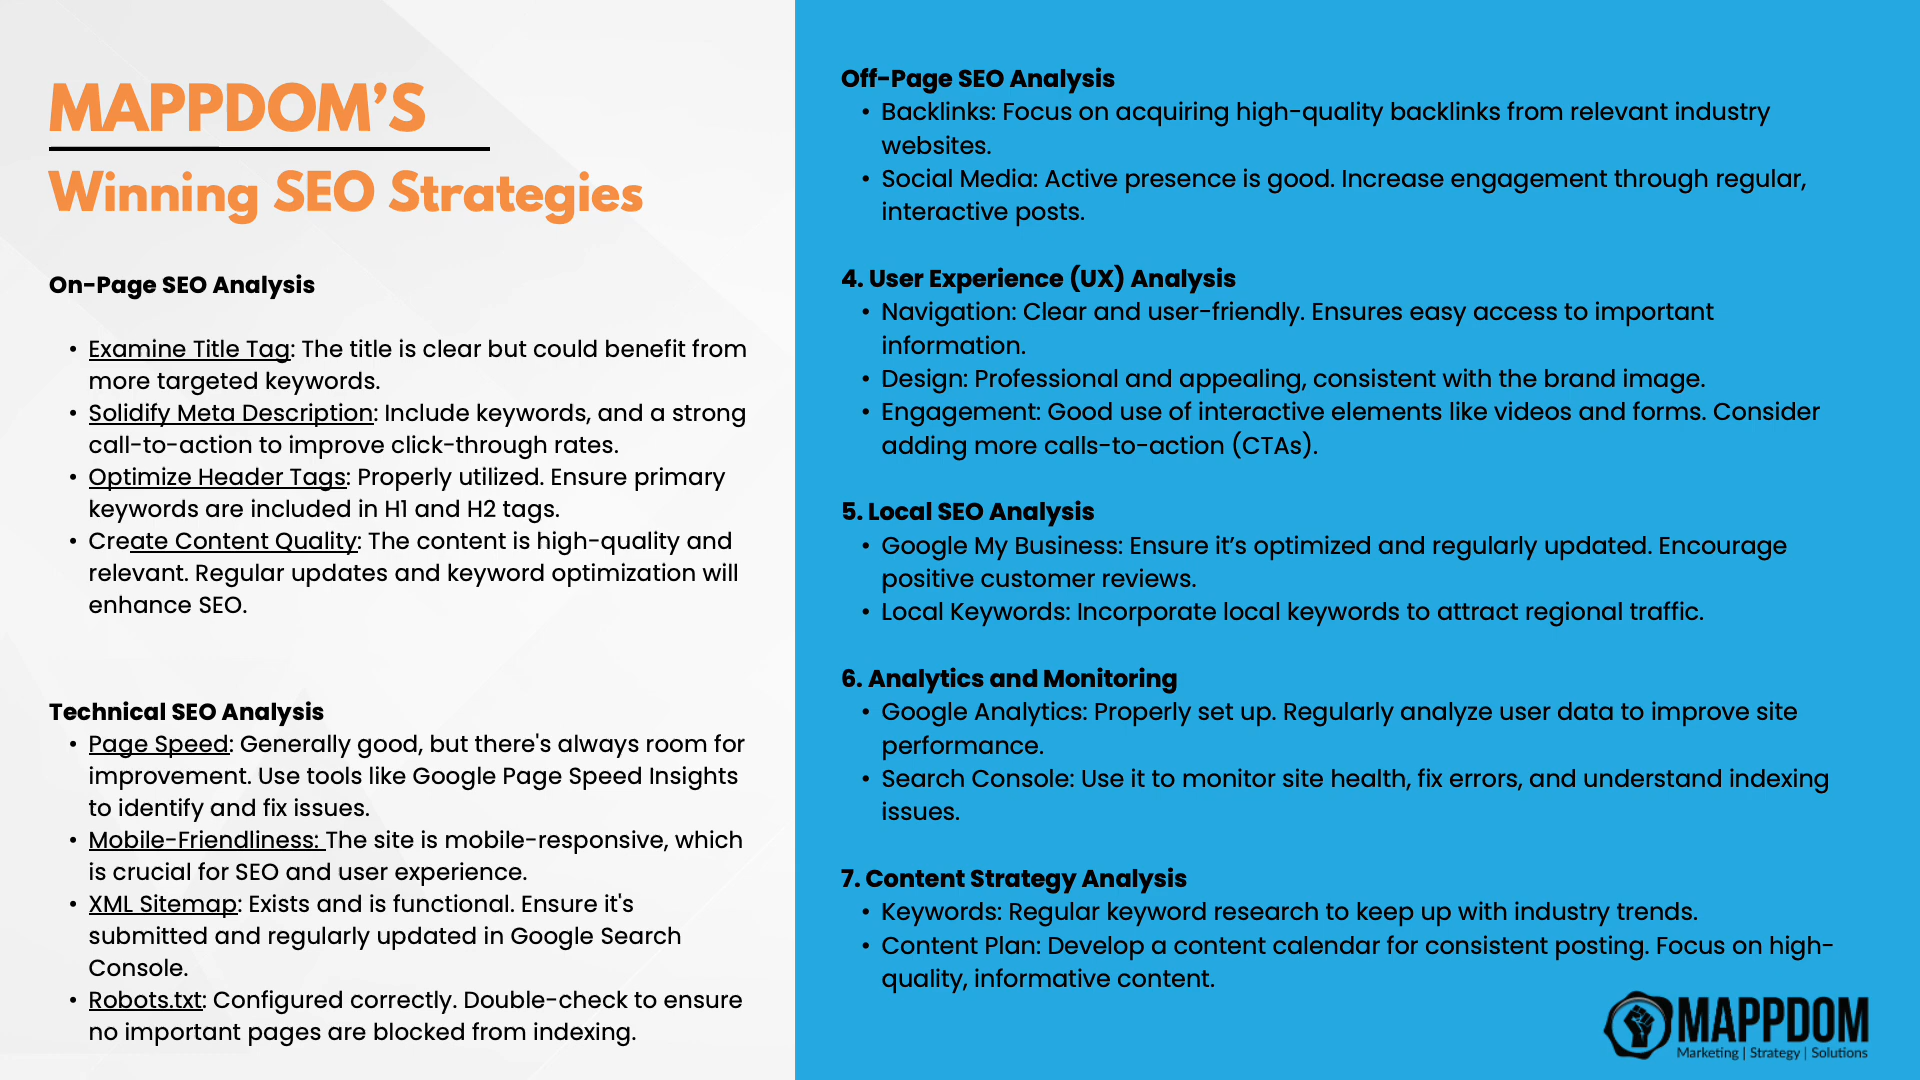 MAPPDOM’S
Winning SEO Strategies
On-Page SEO Analysis
• Examine Title Tag: The title is clear but could benefit from
more targeted keywords.
• Solidify Meta Description: Include keywords, and a strong
call-to-action to improve click-through rates.
• Optimize Header Tags: Properly utilized. Ensure primary
keywords are included in H1 and H2 tags.
• Create Content Quality: The content is high-quality and
relevant. Regular updates and keyword optimization will
enhance SEO.
Technical SEO Analysis
• Page Speed: Generally good, but there's always room for
improvement. Use tools like Google Page Speed Insights
to identify and fix issues.
• Mobile-Friendliness: The site is mobile-responsive, which
is crucial for SEO and user experience.
• XML Sitemap: Exists and is functional. Ensure it's
submitted and regularly updated in Google Search
Console.
• Robots.txt: Configured correctly. Double-check to ensure
no important pages are blocked from indexing.
Off-Page SEO Analysis
• Backlinks: Focus on acquiring high-quality backlinks from relevant industry
websites.
• Social Media: Active presence is good. Increase engagement through regular,
interactive posts.
4. User Experience (UX) Analysis
• Navigation: Clear and user-friendly. Ensures easy access to important
information.
• Design: Professional and appealing, consistent with the brand image.
• Engagement: Good use of interactive elements like videos and forms. Consider
adding more calls-to-action (CTAs).
5. Local SEO Analysis
• Google My Business: Ensure it’s optimized and regularly updated. Encourage
positive customer reviews.
• Local Keywords: Incorporate local keywords to attract regional traffic.
6. Analytics and Monitoring
• Google Analytics: Properly set up. Regularly analyze user data to improve site
performance.
• Search Console: Use it to monitor site health, fix errors, and understand indexing
issues.
7. Content Strategy Analysis
• Keywords: Regular keyword research to keep up with industry trends.
• Content Plan: Develop a content calendar for consistent posting. Focus on high-
quality, informative content.
MAPPDOM
Marketing | Strategy | Solutions